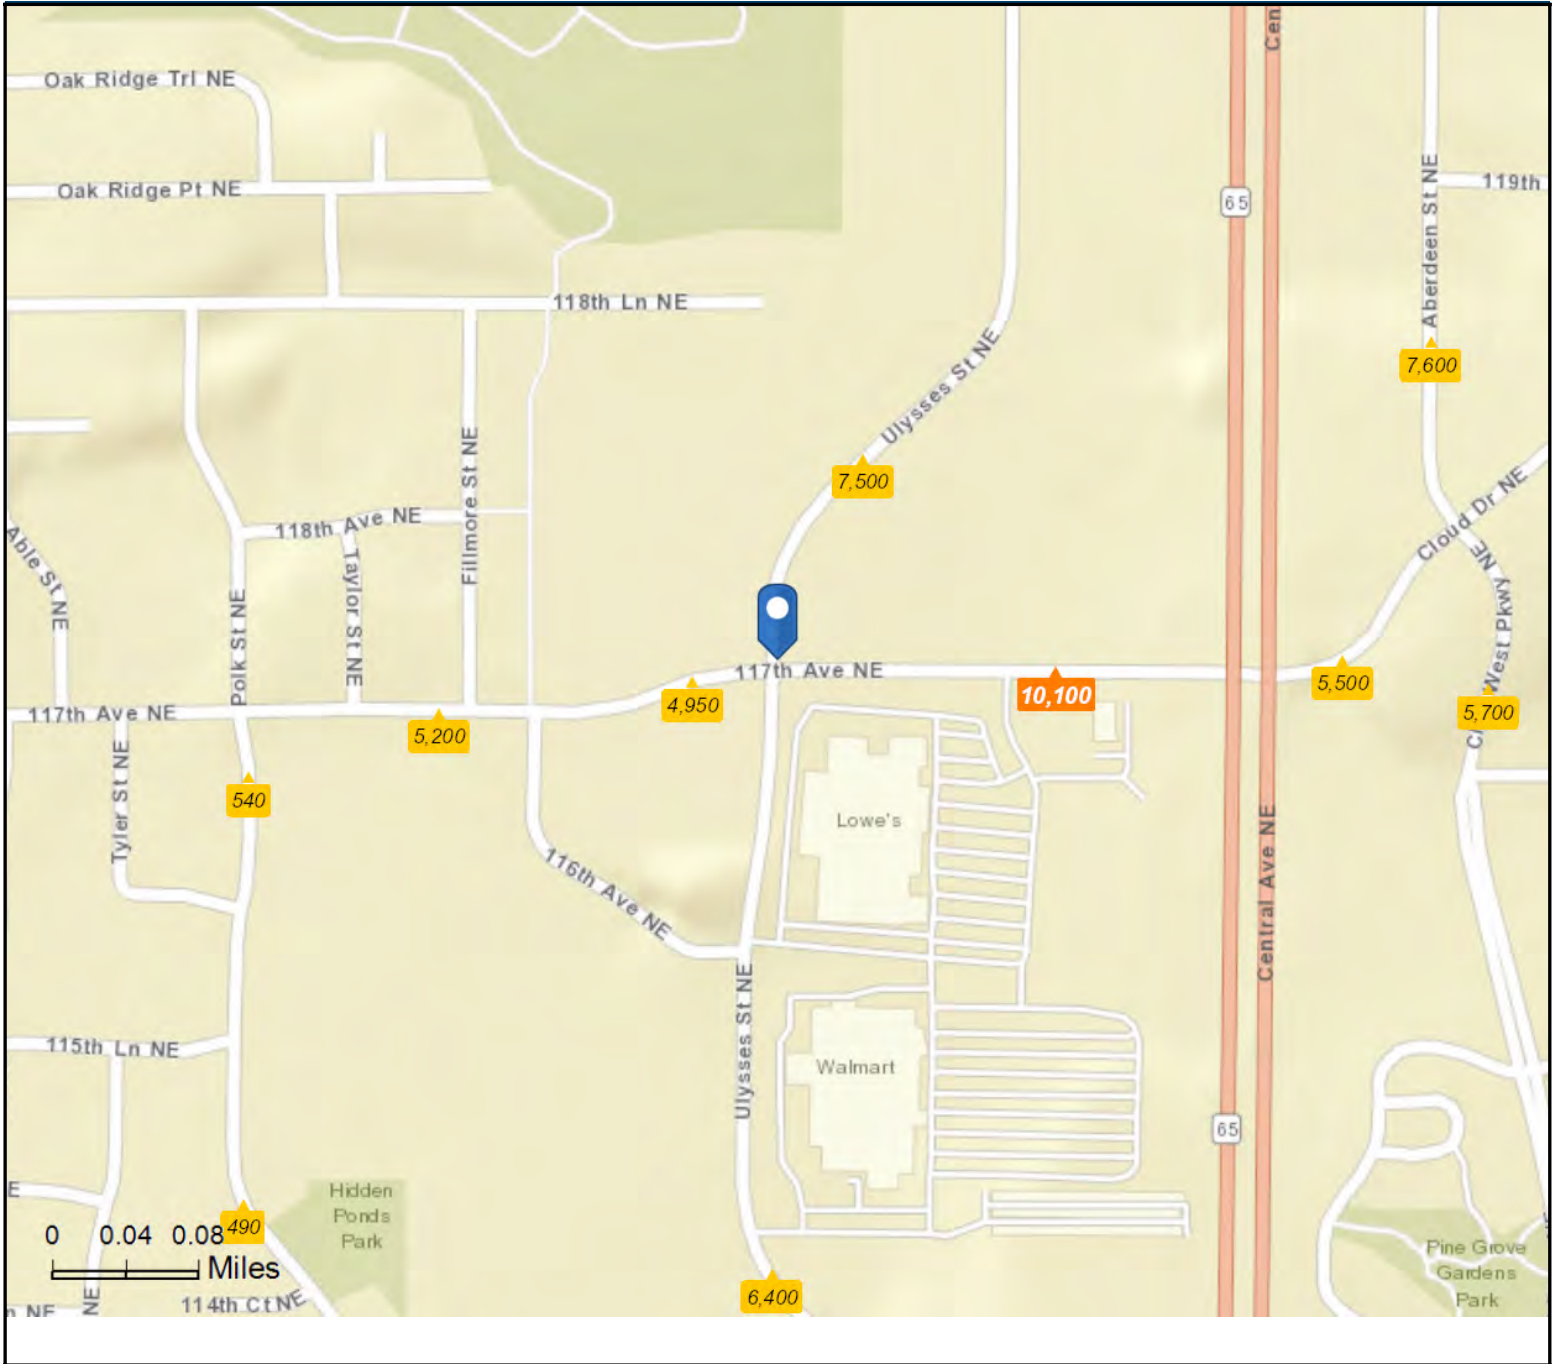 Cen
Oak Ridge Trl NE
119th
Oak Ridge Pt NE
65
Aberdeen St NE
118th Ln NE
7,600
Ulysses St NE
7,500
Fillmore St NE
Cloud Dr NE
118th Ave NE
Able St NE
Taylor St NE
NE
West Pkwy
Polk St NE
117th Ave NE
5,500
10,100
4,950
5,700
117th Ave NE
5,200
Tyler St NE
540
Lowe's
116th Ave NE
Central Ave NE
Ulysses St NE
115th Ln NE
Walmart
65
E
Hidden
Ponds
Park
490
0 0.04 0.08
Miles
Pine Grove
Gardens
Park
6,400
114th Ct NE
NE
n NE